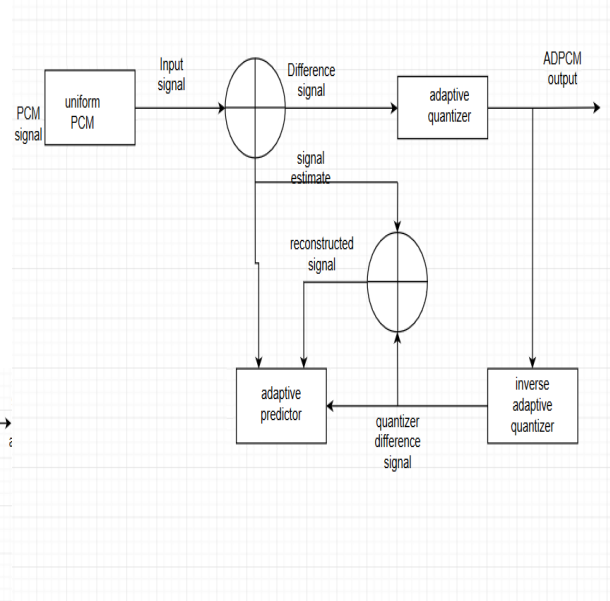 PCM
signal
uniform
PCM
Input
signal
Difference
signal
adaptive
quantizer
ADPCM
output
signal
estimate
reconstructed
signal
adaptive
predictor
quantizer
difference
signal
inverse
adaptive
quantizer